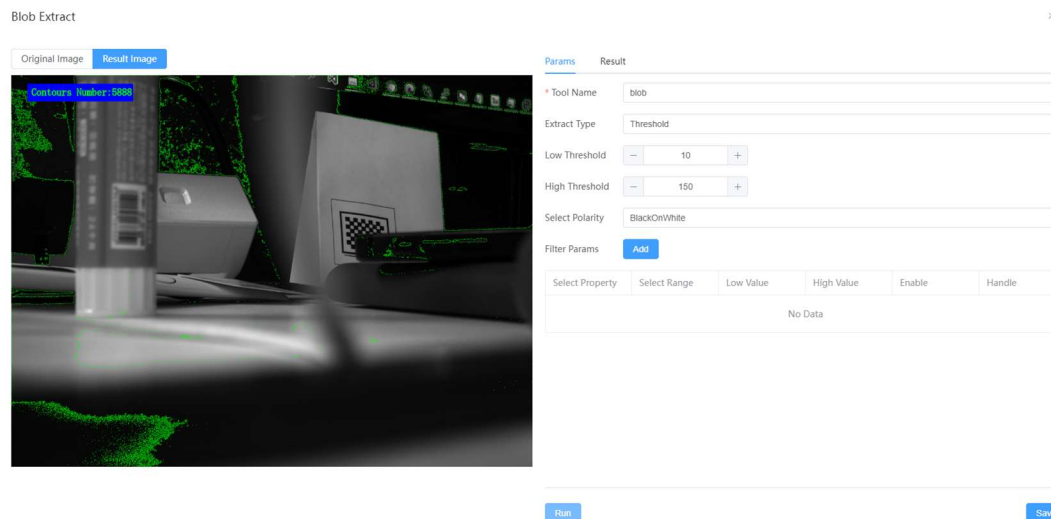 Blob Extract
Original Image
Result Image
Contours Number:5888
Params
Result
* Tool Name
blob
Extract Type
Threshold
Low Threshold
10
High Threshold
150
Select Polarity
BlackOnWhite
Filter Params
Add
Select Property
Select Range
Low Value
High Value
Enable
Handle
No Data
Run